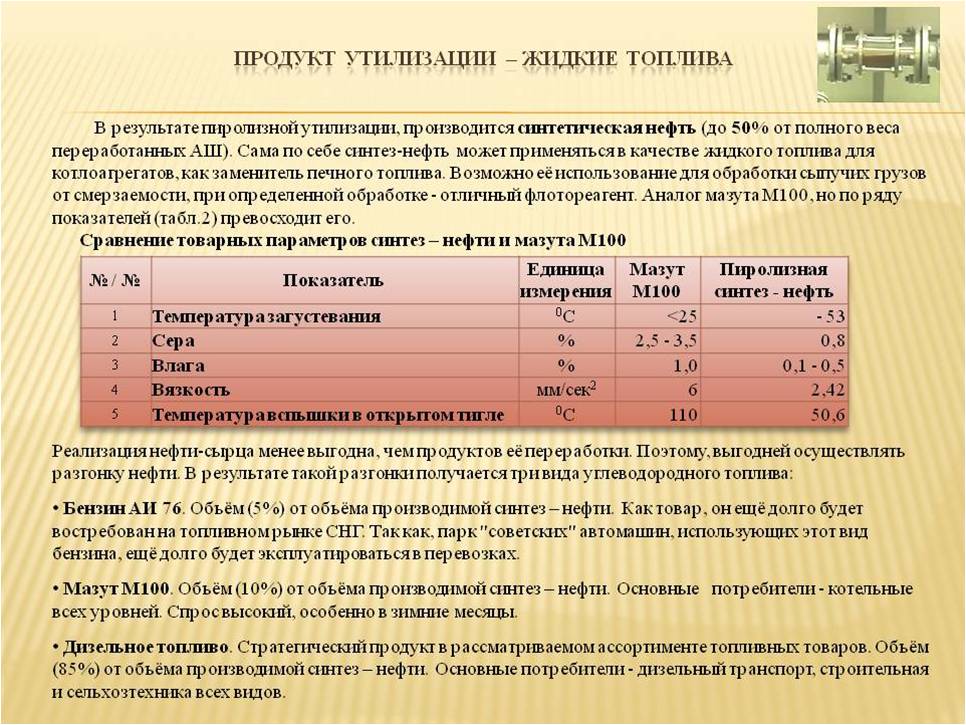 ПРОДУКТ УТИЛИЗАЦИИ – ЖИДКИЕ ТОПЛИВА
В результате пиролизной утилизации, производится синтетическая нефть (до 50% от полного веса
переработанных АШ). Сама по себе синтез-нефть может применяться в качестве жидкого топлива для
котлоагрегатов, как заменитель печного топлива. Возможно её использование для обработки сыпучих грузов
от смерзаемости, при определенной обработке - отличный флотореагент. Аналог мазута М100, но по ряду
показателей (табл.2) превосходит его.
Сравнение товарных параметров синтез – нефти и мазута М100
№ / № Показатель Единица измерения Мазут М100 Пиролизная синтез - нефть
1 Температура загустевания ⁰С <25 - 53
2 Сера % 2,5 - 3,5 0,8
3 Влага % 1,0 0,1 - 0,5
4 Вязкость мм/сек² 6 2,42
5 Температура вспышки в открытом тигле ⁰С 110 50,6
Реализация нефти-сырца менее выгодна, чем продуктов её переработки. Поэтому, выгодней осуществлять
разгонку нефти. В результате такой разгонки получается три вида углеводородного топлива:
• Бензин АИ 76. Объём (5%) от объёма производимой синтез – нефти. Как товар, он ещё долго будет
востребован на топливном рынке СНГ. Так как, парк "советских" автомашин, использующих этот вид
бензина, ещё долго будет эксплуатироваться в перевозках.
• Мазут М100. Объём (10%) от объёма производимой синтез – нефти. Основные потребители - котельные
всех уровней. Спрос высокий, особенно в зимние месяцы.
• Дизельное топливо. Стратегический продукт в рассматриваемом ассортименте топливных товаров. Объём
(85%) от объёма производимой синтез – нефти. Основные потребители - дизельный транспорт, строительная
и сельхозтехника всех видов.